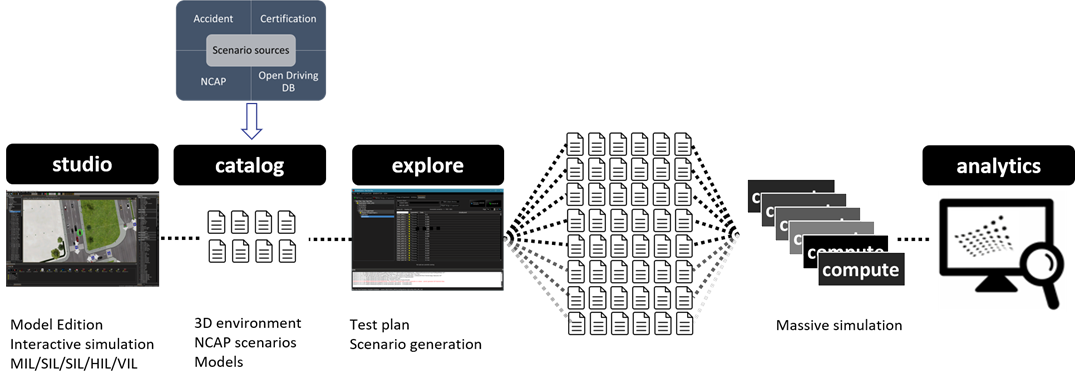 Accident
Certification
Scenario sources
NCAP
Open Driving
DB
studio
catalog
explore
analytics
compute
compute
Model Edition
Interactive simulation
MIL/SIL/SIL/HIL/VIL
3D environment
NCAP scenarios
Models
Test plan
Scenario generation
Massive simulation